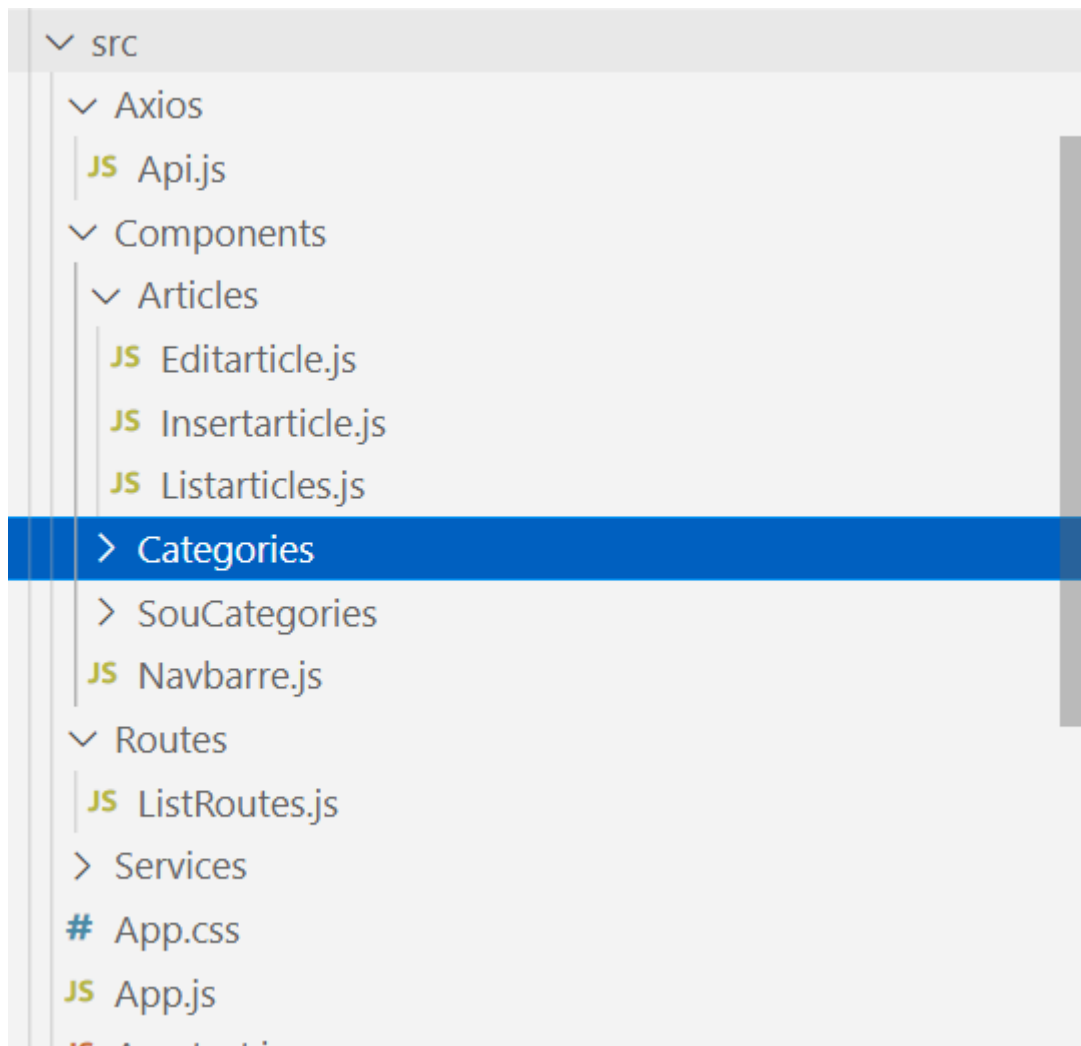 src
Axios
JS Api.js
Components
Articles
JS Editarticle.js
JS Insertarticle.js
JS Listarticles.js
Categories
SouCategories
JS Navbarre.js
Routes
JS ListRoutes.js
Services
# App.css
JS App.js